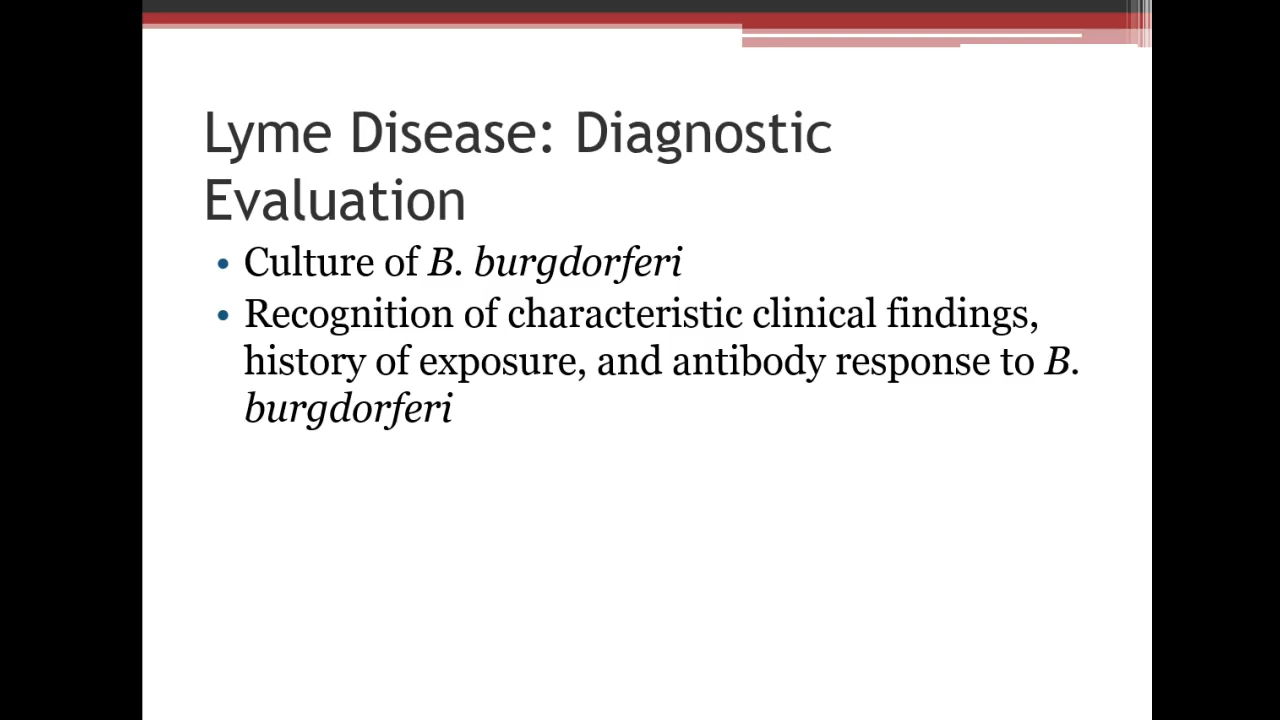 Lyme Disease: Diagnostic
Evaluation
• Culture of B. burgdorferi
• Recognition of characteristic clinical findings,
history of exposure, and antibody response to B.
burgdorferi